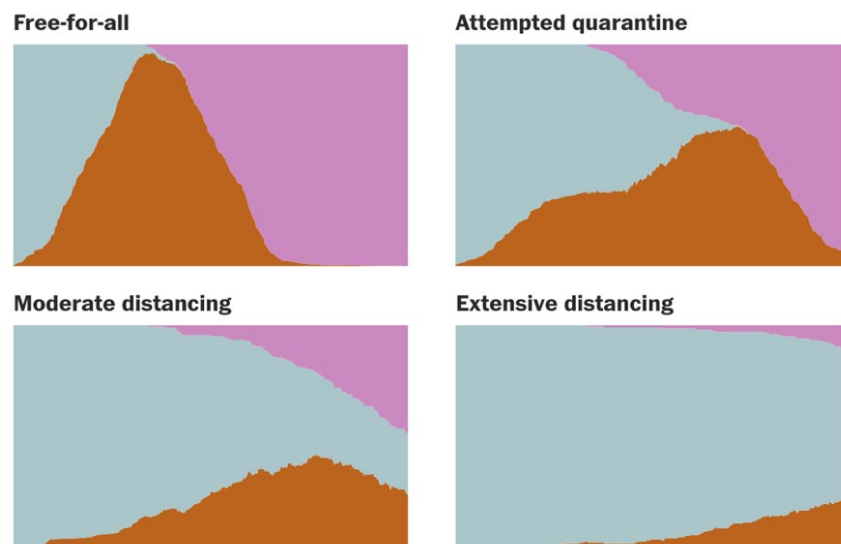 Free-for-all
Attempted quarantine
Moderate distancing
Extensive distancing